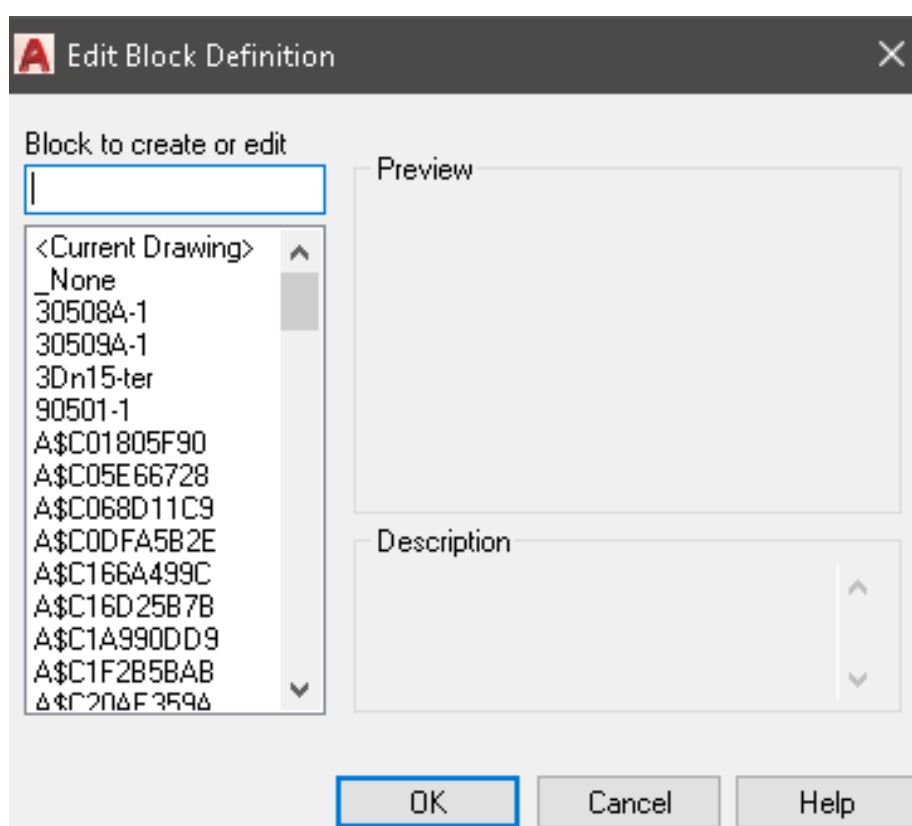 Edit Block Definition
Block to create or edit
<Current Drawing>
_None
30508A-1
30509A-1
3Dn15-ter
90501-1
A$C01805F90
A$C05E66728
A$C068D11C9
A$C0DFA5B2E
A$C166A499C
A$C16D25B7B
A$C1A990DD9
A$C1F2B5BAB
A$C20AF359A
Preview
Description
OK Cancel Help